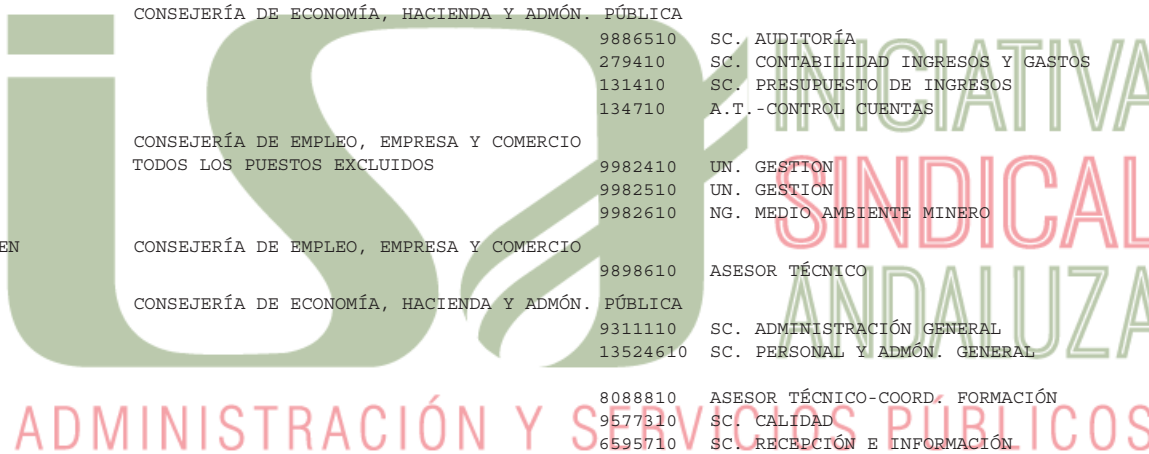 CONSEJERÍA DE ECONOMÍA, HACIENDA Y ADMÓN. PÚBLICA
9886510 SC. AUDITORÍA
279410 SC. CONTABILIDAD INGRESOS Y GASTOS
131410 SC. PRESUPUESTO DE INGRESOS
134710 A.T.-CONTROL CUENTAS
CONSEJERÍA DE EMPLEO, EMPRESA Y COMERCIO
TODOS LOS PUESTOS EXCLUIDOS 9982410 UN. GESTION
9982510 UN. GESTION
9982610 NG. MEDIO AMBIENTE MINERO
EN CONSEJERÍA DE EMPLEO, EMPRESA Y COMERCIO
9898610 ASESOR TÉCNICO
CONSEJERÍA DE ECONOMÍA, HACIENDA Y ADMÓN. PÚBLICA
9311110 SC. ADMINISTRACIÓN GENERAL
13524610 SC. PERSONAL Y ADMÓN. GENERAL
8088810 ASESOR TÉCNICO-COORD. FORMACIÓN
9577310 SC. CALIDAD
6595710 SC. RECEPCIÓN E INFORMACIÓN
isa
INICIATIVA
SINDICAL
ANDALUZA
ADMINISTRACIÓN Y SERVICIOS PÚBLICOS